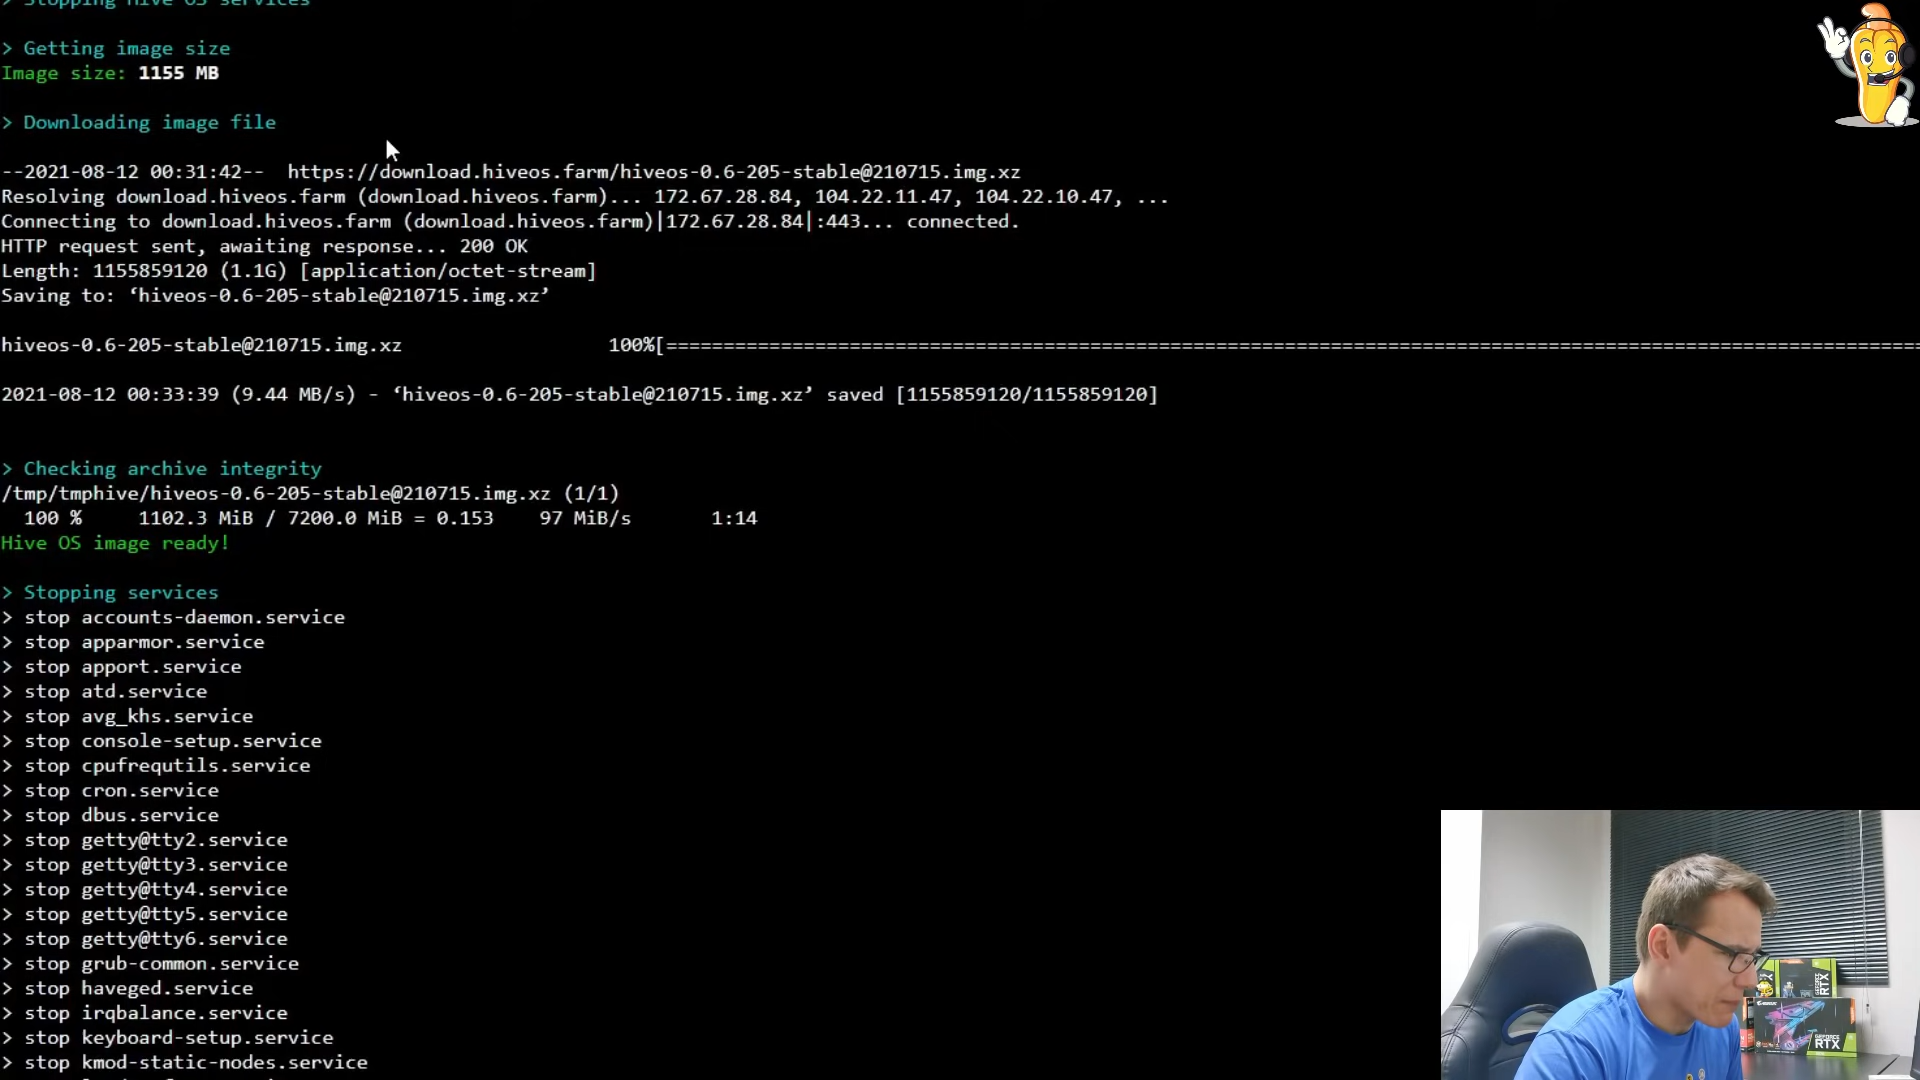 > Stopping Hive OS services
> Getting image size
Image size: 1155 MB
> Downloading image file
--2021-08-12 00:31:42--  https://download.hiveos.farm/hiveos-0.6-205-stable@210715.img.xz
Resolving download.hiveos.farm (download.hiveos.farm)... 172.67.28.84, 104.22.11.47, 104.22.10.47, ...
Connecting to download.hiveos.farm (download.hiveos.farm)|172.67.28.84|:443... connected.
HTTP request sent, awaiting response... 200 OK
Length: 1155859120 (1.1G) [application/octet-stream]
Saving to: ‘hiveos-0.6-205-stable@210715.img.xz’
hiveos-0.6-205-stable@210715.img.xz 100%[==============================================================================================================
2021-08-12 00:33:39 (9.44 MB/s) - ‘hiveos-0.6-205-stable@210715.img.xz’ saved [1155859120/1155859120]
> Checking archive integrity
/tmp/tmphive/hiveos-0.6-205-stable@210715.img.xz (1/1)
100 % 1102.3 MiB / 7200.0 MiB = 0.153 97 MiB/s 1:14
Hive OS image ready!
> Stopping services
> stop accounts-daemon.service
> stop apparmor.service
> stop apport.service
> stop atd.service
> stop avg_khs.service
> stop console-setup.service
> stop cpufrequtils.service
> stop cron.service
> stop dbus.service
> stop getty@tty2.service
> stop getty@tty3.service
> stop getty@tty4.service
> stop getty@tty5.service
> stop getty@tty6.service
> stop grub-common.service
> stop haveged.service
> stop irqbalance.service
> stop keyboard-setup.service
> stop kmod-static-nodes.service
GEFORCE RTX
GEFORCE RTX